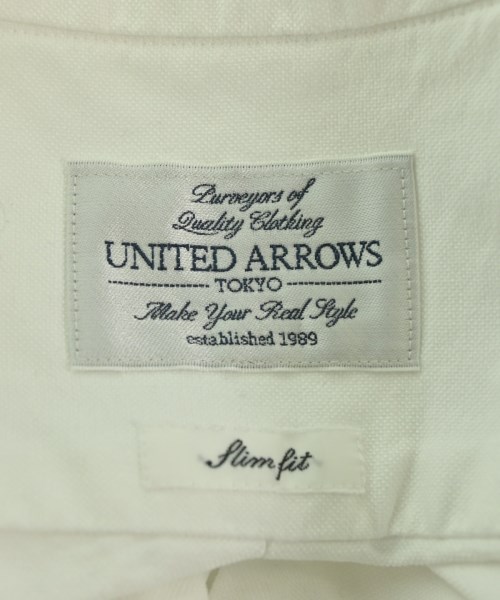 Purveyors of
Quality Clothing
UNITED ARROWS
TOKYO
Make Your Real Style
established 1989
Slim fit